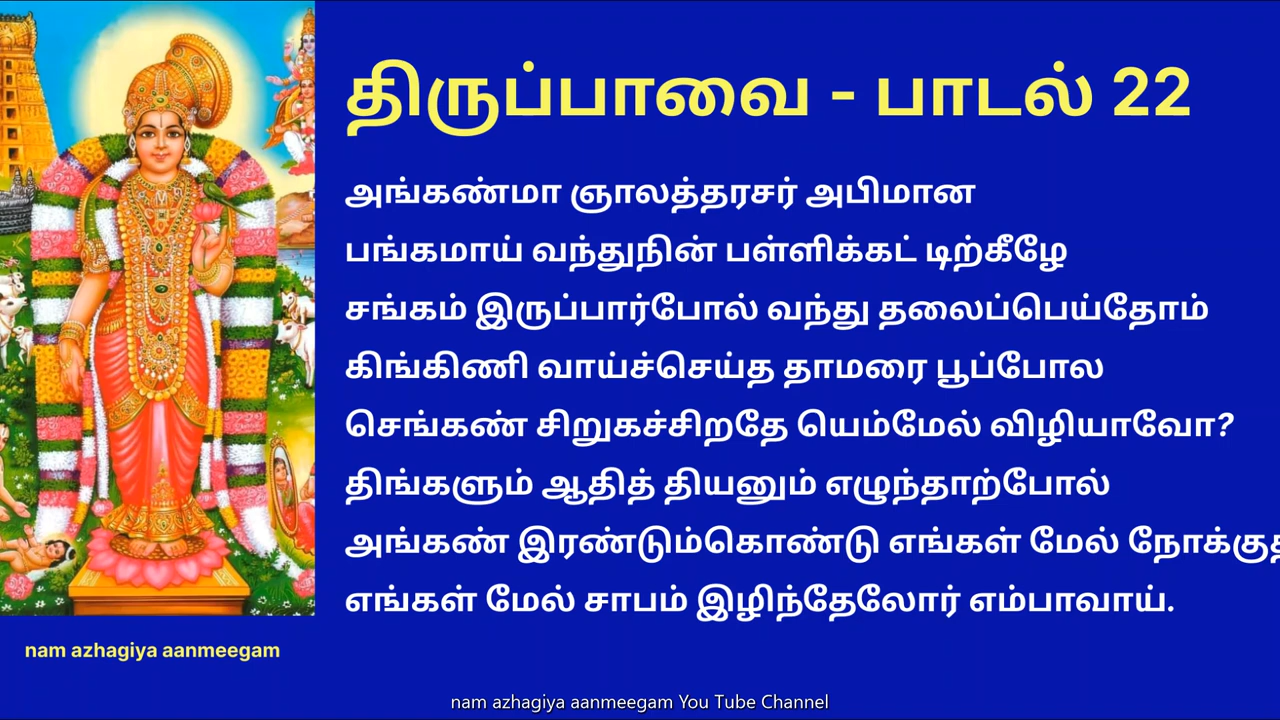 திருப்பாவை - பாடல் 22
அங்கண்மா ஞாலத்தரசர் அபிமான
பங்கமாய் வந்துநின் பள்ளிக்கட் டிற்கீழே
சங்கம் இருப்பார்போல் வந்து தலைப்பெய்தோம்
கிங்கிணி வாய்ச்செய்த தாமரை பூப்போல
செங்கண் சிறுகச்சிறதே யெம்மேல் விழியாவோ?
திங்களும் ஆதித் தியனும் எழுந்தாற்போல்
அங்கண் இரண்டும்கொண்டு எங்கள் மேல்
எங்கள் மேல் சாபம் இழிந்தேலோர் எம்பாவாய்.
nam azhagiya aanmeegam
nam azhagiya aanmeegam You Tube Channel